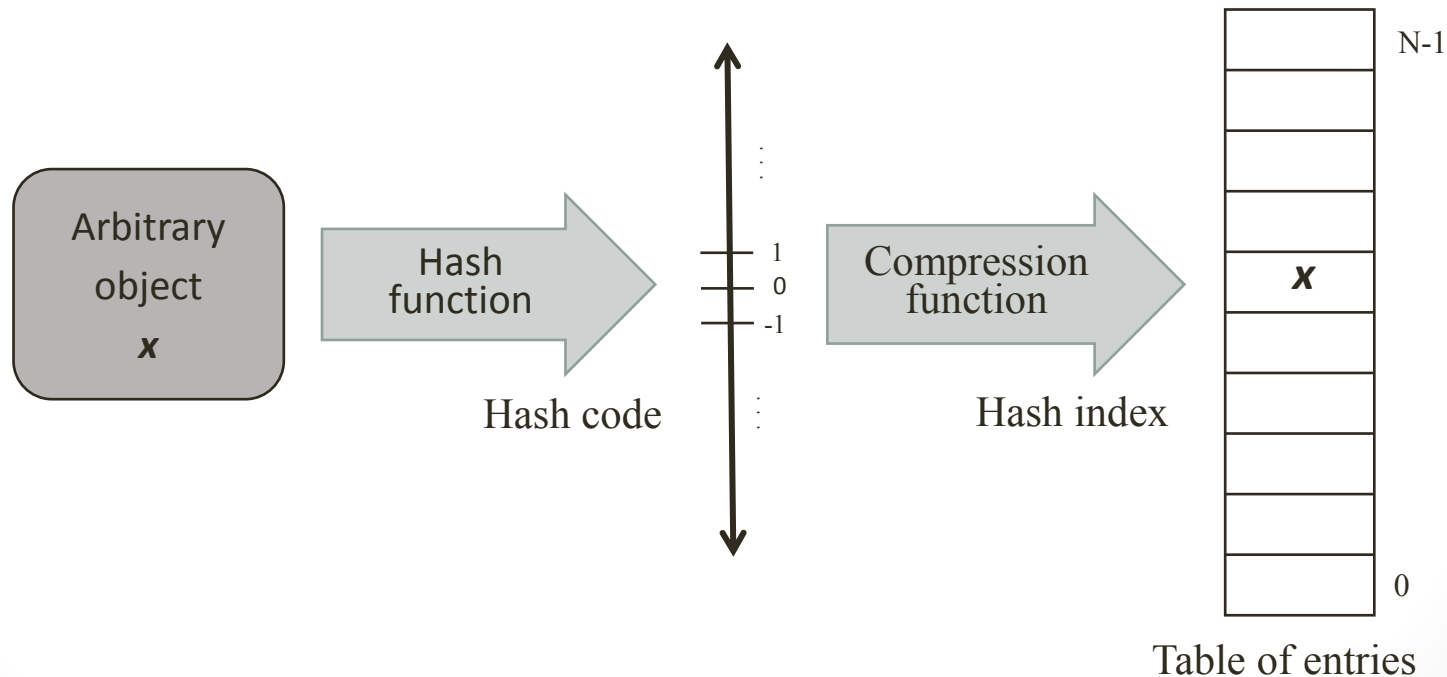 Arbitrary
object
x
Hash
function
Hash code
⋮
1
0
-1
⋮
Compression
function
Hash index
N-1
x
0
Table of entries